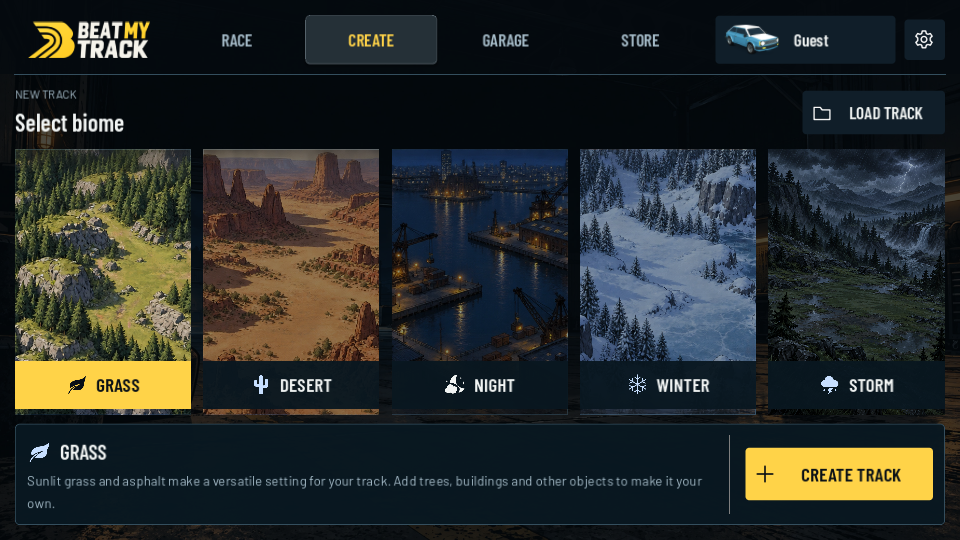 BEATMY
TRACK
RACE
CREATE
GARAGE
STORE
Guest
NEW TRACK
Select biome
LOAD TRACK
GRASS
DESERT
NIGHT
WINTER
STORM
GRASS
Sunlit grass and asphalt make a versatile setting for your track. Add trees, buildings and other objects to make it your
own.
CREATE TRACK